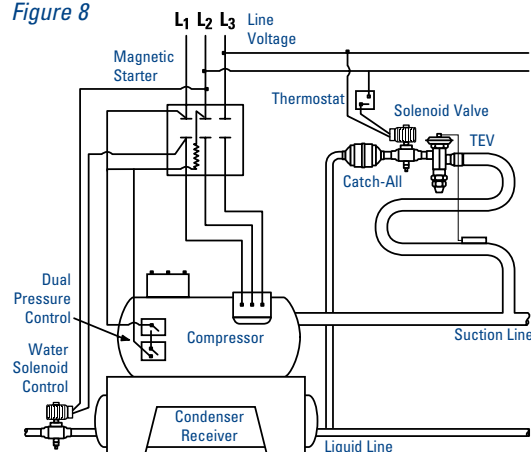 Figure 8
L1 L2 L3
Line
Voltage
Magnetic
Starter
Thermostat
Solenoid Valve
TEV
Catch-All
Dual
Pressure
Control
Compressor
Suction Line
Water
Solenoid
Control
Condenser
Receiver
Liquid Line